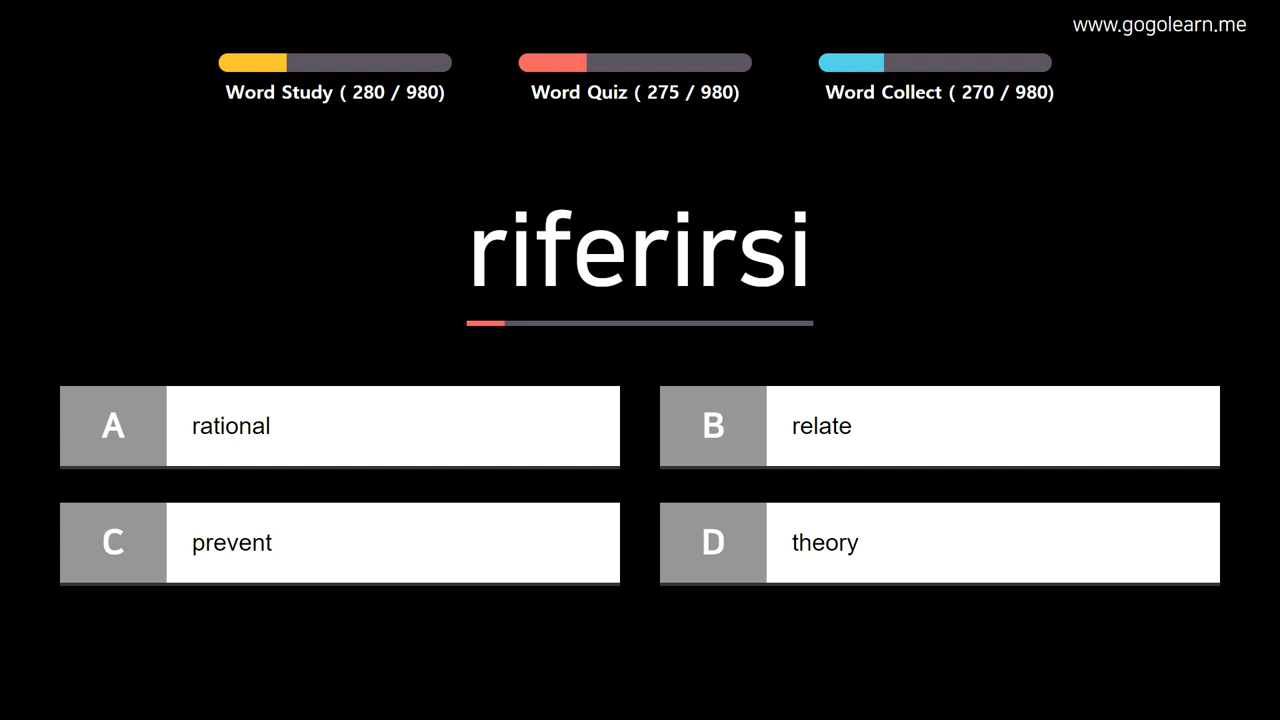 www.gogolearn.me
Word Study ( 280 / 980)
Word Quiz ( 275 / 980)
Word Collect ( 270 / 980)
riferirsi
A rational
B relate
C prevent
D theory